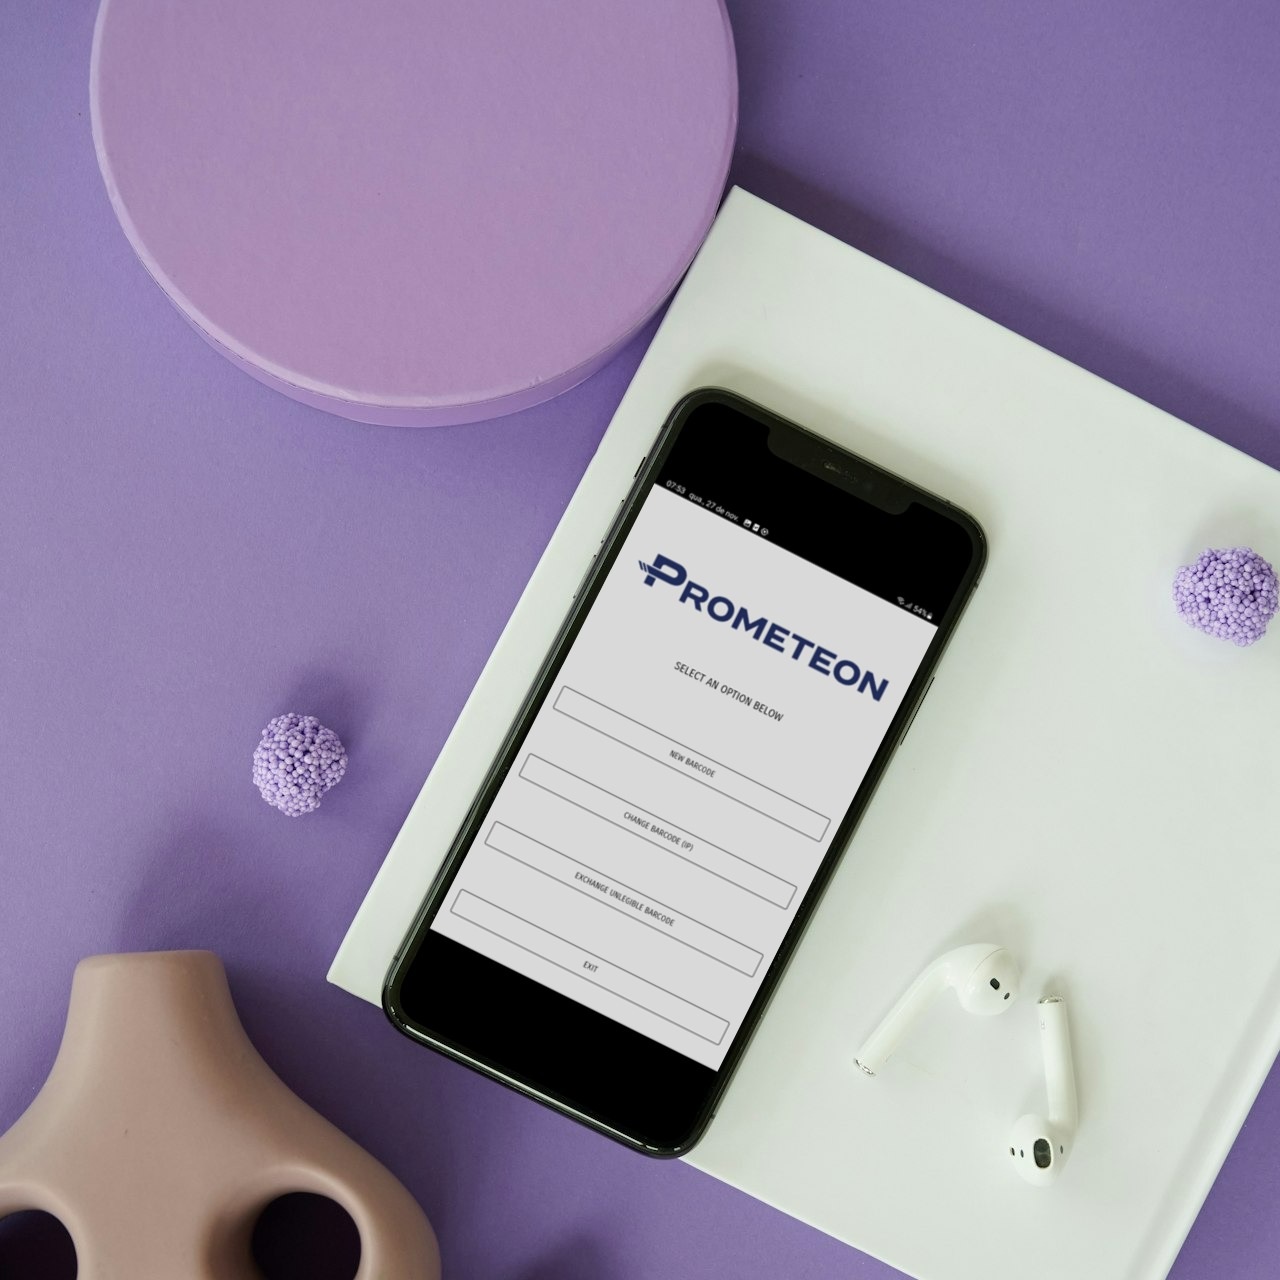 07:53 qua., 27 de nov.
54%
PROMETEON
SELECT AN OPTION BELOW
NEW BARCODE
CHANGE BARCODE (IP)
EXCHANGE UNLEGIBLE BARCODE
EXIT